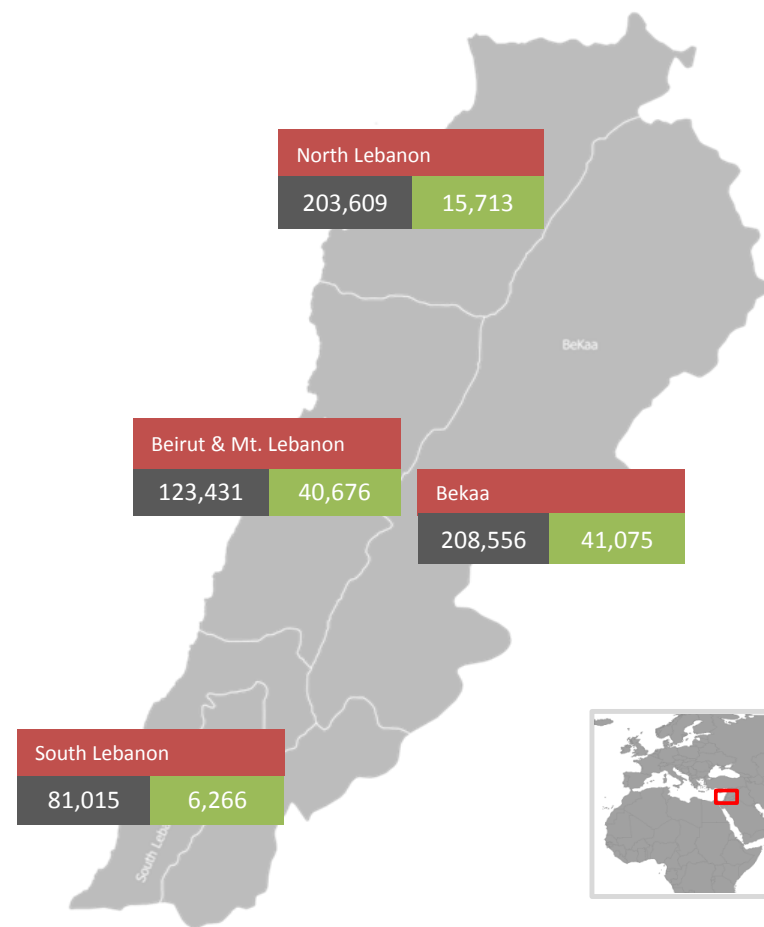 North Lebanon
203,609 15,713
BeKaa
Beirut & Mt. Lebanon
123,431 40,676
Bekaa
208,556 41,075
South Lebanon
81,015 6,266